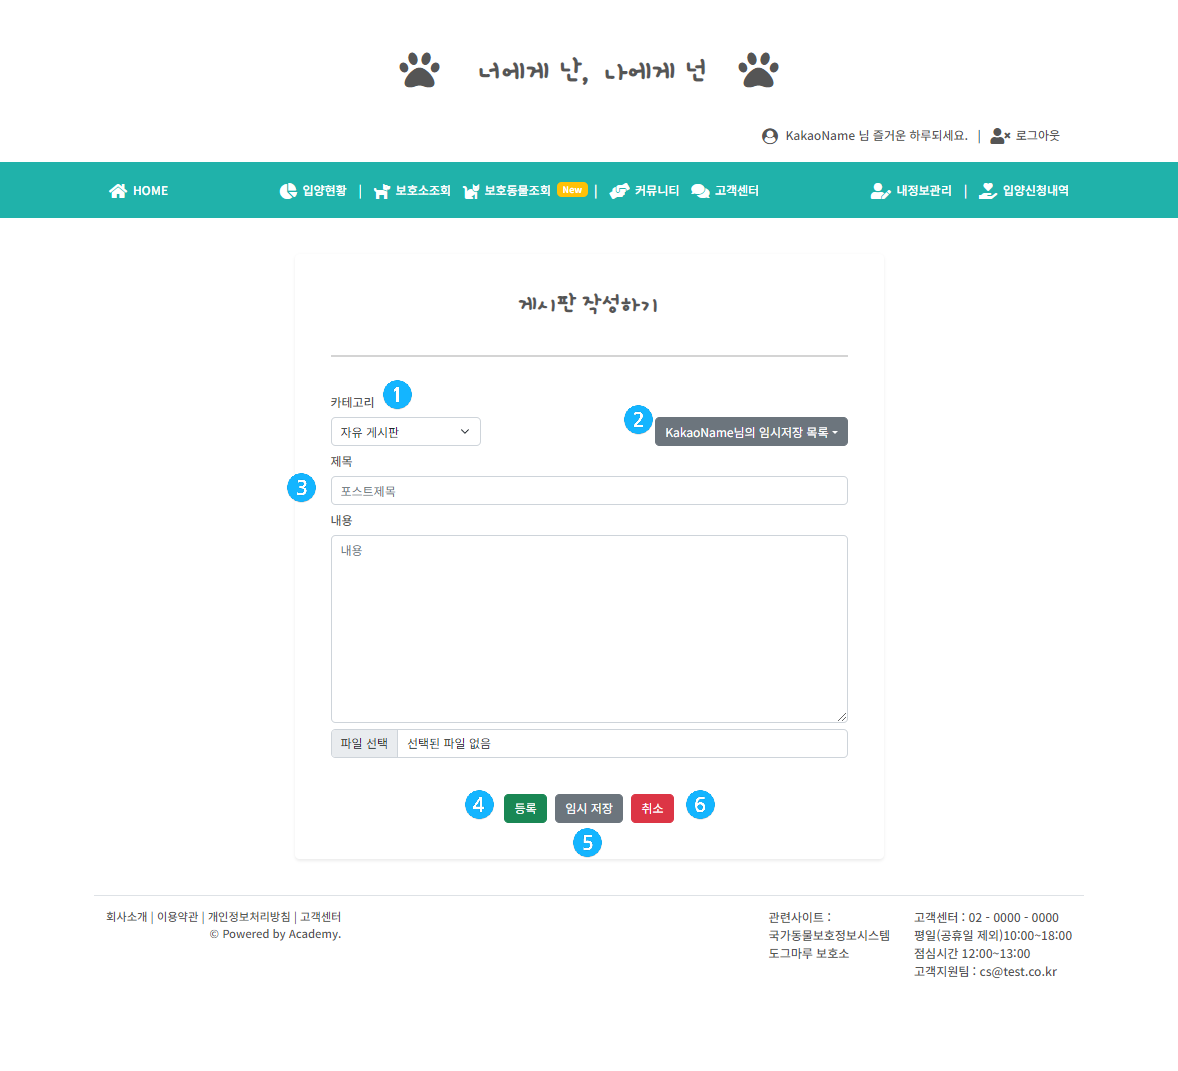 너에게 난, 나에게 넌
KakaoName 님 즐거운 하루되세요. | 로그아웃
HOME 입양현황 | 보호소조회 보호동물조회 New | 커뮤니티 고객센티 내정보관리 | 입양신청내역
게시판 작성하기
카테고리 1
자유 게시판
2 KakaoName님의 임시저장 목록
제목
3 포스트제목
내용
내용
파일 선택 선택된 파일 없음
4 등록 임시 저장 취소 6
5
회사소개 | 이용약관 | 개인정보처리방침 | 고객센터
© Powered by Academy.
관련사이트 :
국가동물보호정보시스템
도그마루 보호소
고객센터 : 02 - 0000 - 0000
평일(공휴일 제외)10:00~18:00
점심시간 12:00~13:00
고객지원팀 : cs@test.co.kr